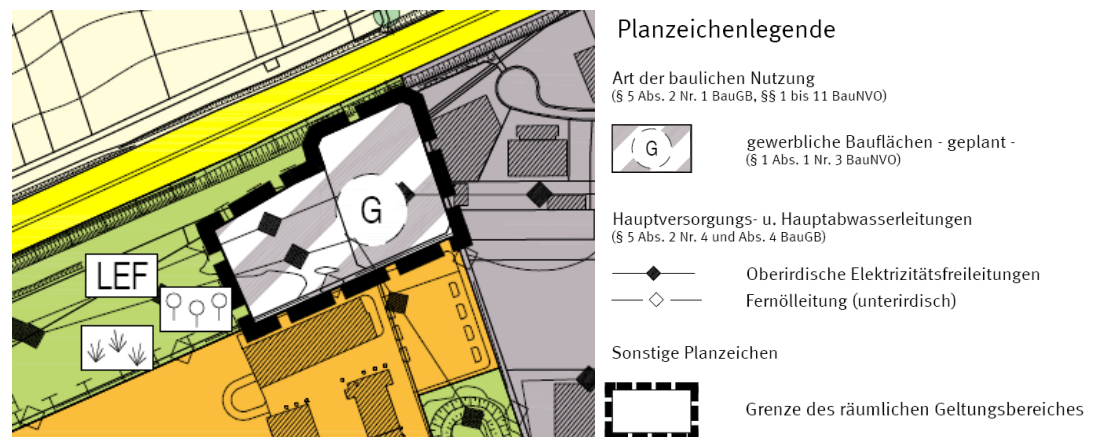 G
LEF
Planzeichenlegende
Art der baulichen Nutzung
(§ 5 Abs. 2 Nr. 1 BauGB, §§ 1 bis 11 BauNVO)
G
gewerbliche Bauflächen - geplant -
(§ 1 Abs. 1 Nr. 3 BauNVO)
Hauptversorgungs- u. Hauptabwasserleitungen
(§ 5 Abs. 2 Nr. 4 und Abs. 4 BauGB)
Oberirdische Elektrizitätsfreileitungen
Fernölleitung (unterirdisch)
Sonstige Planzeichen
Grenze des räumlichen Geltungsbereiches